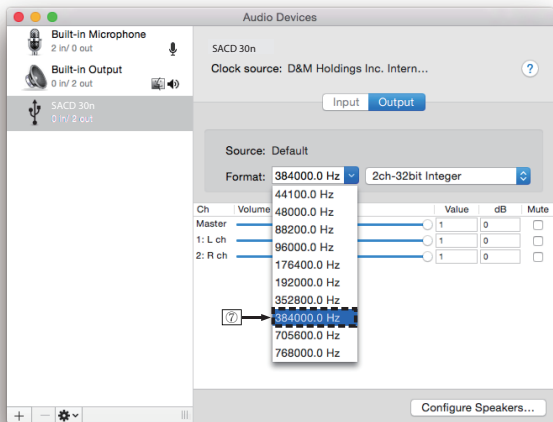 Audio Devices
Built-in Microphone
2 in/ 0 out
Built-in Output
0 in/ 2 out
SACD 30n
0 in/ 2 out
SACD 30n
Clock source: D&M Holdings Inc. Intern...
?
Input Output
Source: Default
Format: 384000.0 Hz 2ch-32bit Integer
44100.0 Hz
48000.0 Hz
88200.0 Hz
96000.0 Hz
176400.0 Hz
192000.0 Hz
352800.0 Hz
⑦ 384000.0 Hz
705600.0 Hz
768000.0 Hz
Ch Volume Value dB Mute
Master 1 0
1: L ch 1 0
2: R ch 1 0
Configure Speakers...